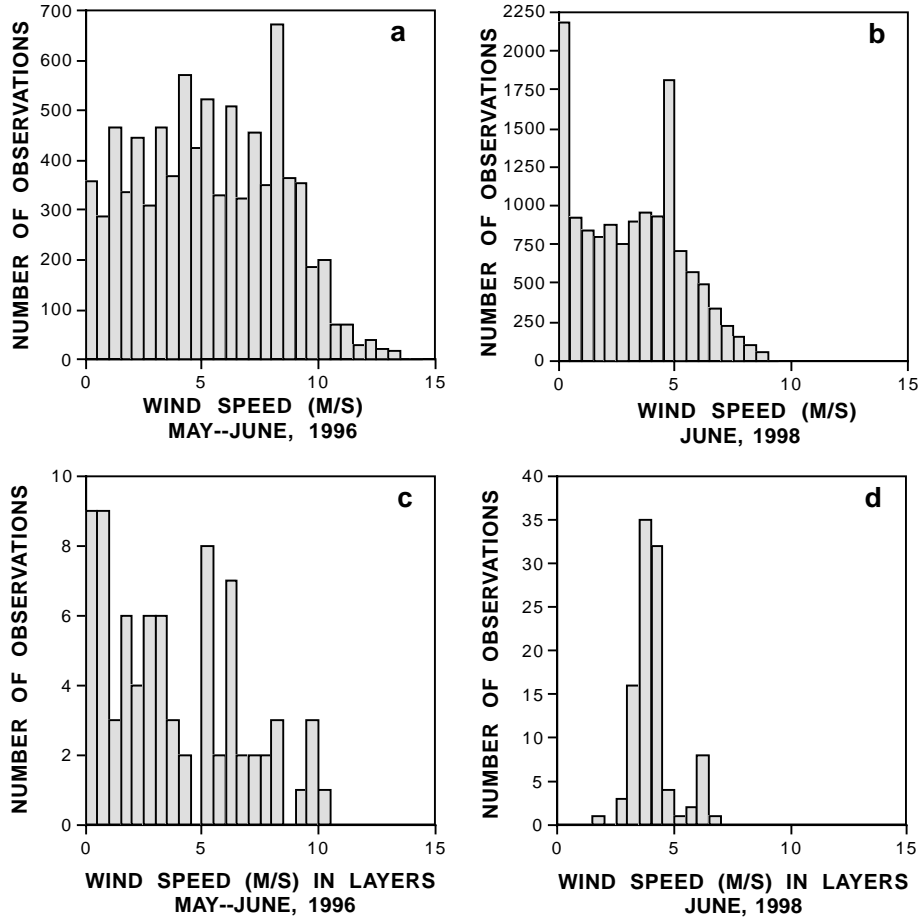 a
NUMBER OF OBSERVATIONS
700
600
500
400
300
200
100
0
0 5 10 15
WIND SPEED (M/S)
MAY--JUNE, 1996
b
NUMBER OF OBSERVATIONS
2250
2000
1750
1500
1250
1000
750
500
250
0
0 5 10 15
WIND SPEED (M/S)
JUNE, 1998
c
NUMBER OF OBSERVATIONS
10
8
6
4
2
0
0 5 10 15
WIND SPEED (M/S) IN LAYERS
MAY--JUNE, 1996
d
NUMBER OF OBSERVATIONS
40
35
30
25
20
15
10
5
0
0 5 10 15
WIND SPEED (M/S) IN LAYERS
JUNE, 1998